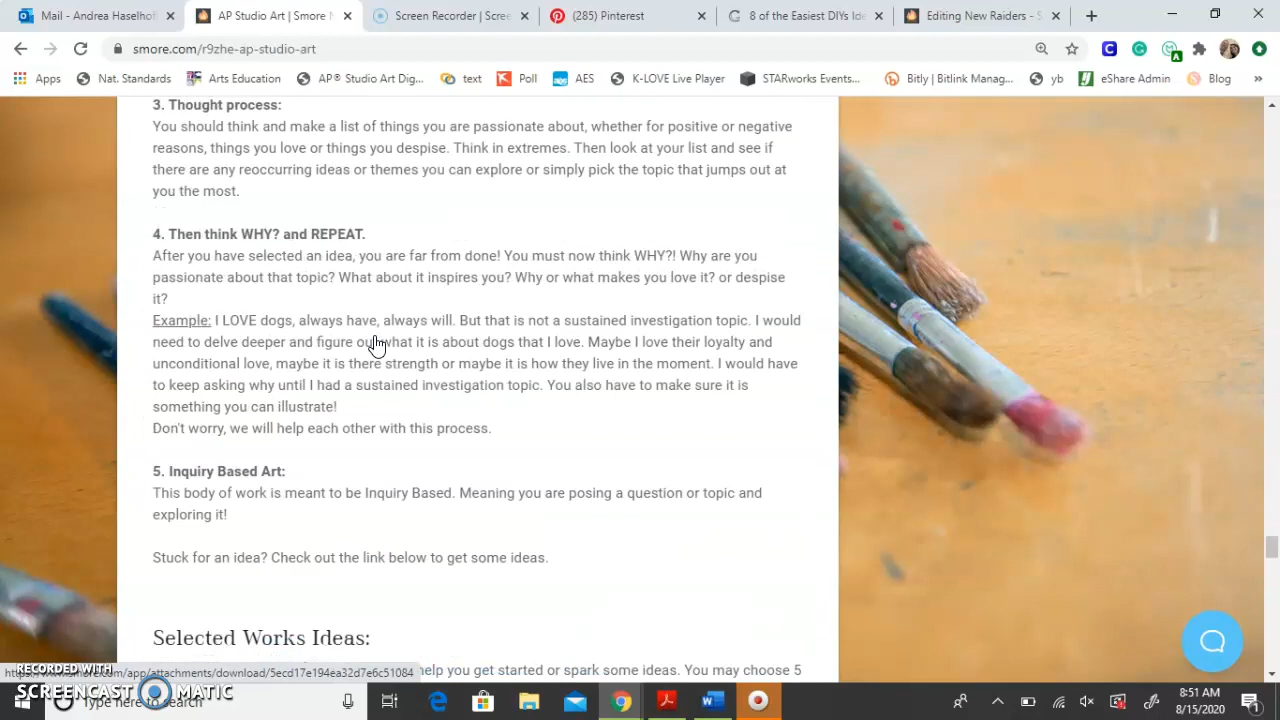 Mail - Andrea Haselhof
AP Studio Art | Smore N
Screen Recorder | Screen
(285) Pinterest
8 of the Easiest DIYs Idea
Editing New Raiders - S
smore.com/r9zhe-ap-studio-art
Apps
Nat. Standards
Arts Education
AP® Studio Art Dig...
text
Poll
AES
K-LOVE Live Player
STARworks Events...
Bitly | Bitlink Manag...
yb
eShare Admin
Blog
»
3. Thought process:
You should think and make a list of things you are passionate about, whether for positive or negative
reasons, things you love or things you despise. Think in extremes. Then look at your list and see if
there are any reoccurring ideas or themes you can explore or simply pick the topic that jumps out at
you the most.
4. Then think WHY? and REPEAT.
After you have selected an idea, you are far from done! You must now think WHY?! Why are you
passionate about that topic? What about it inspires you? Why or what makes you love it? or despise
it?
Example: I LOVE dogs, always have, always will. But that is not a sustained investigation topic. I would
need to delve deeper and figure out what it is about dogs that I love. Maybe I love their loyalty and
unconditional love, maybe it is there strength or maybe it is how they live in the moment. I would have
to keep asking why until I had a sustained investigation topic. You also have to make sure it is
something you can illustrate!
Don't worry, we will help each other with this process.
5. Inquiry Based Art:
This body of work is meant to be Inquiry Based. Meaning you are posing a question or topic and
exploring it!
Stuck for an idea? Check out the link below to get some ideas.
Selected Works Ideas:
help you get started or spark some ideas. You may choose 5
RECORDED WITH
SCREENCAST MATIC
Type here to search
8:51 AM
8/15/2020